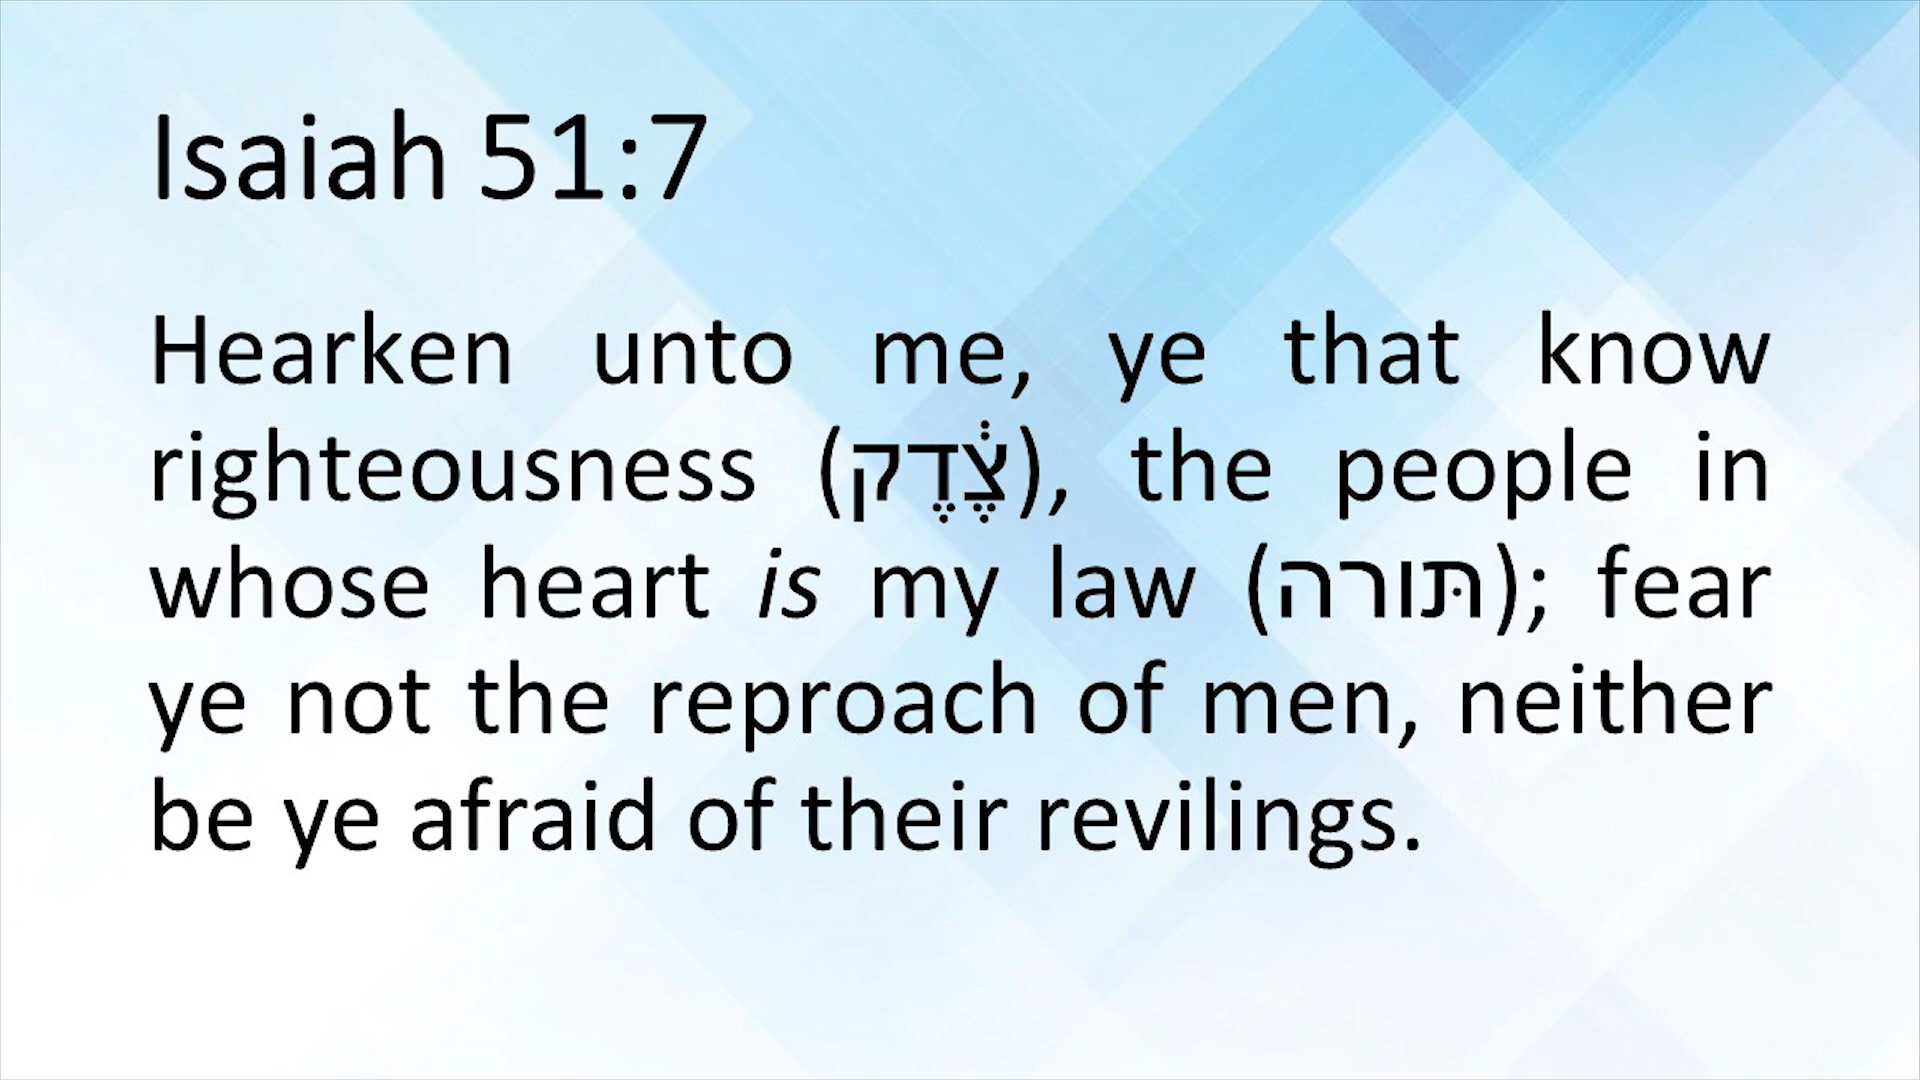 Isaiah 51:7
Hearken unto me, ye that know
righteousness (צֶ֔דֶק), the people in
whose heart is my law (תּורה); fear
ye not the reproach of men, neither
be ye afraid of their revilings.